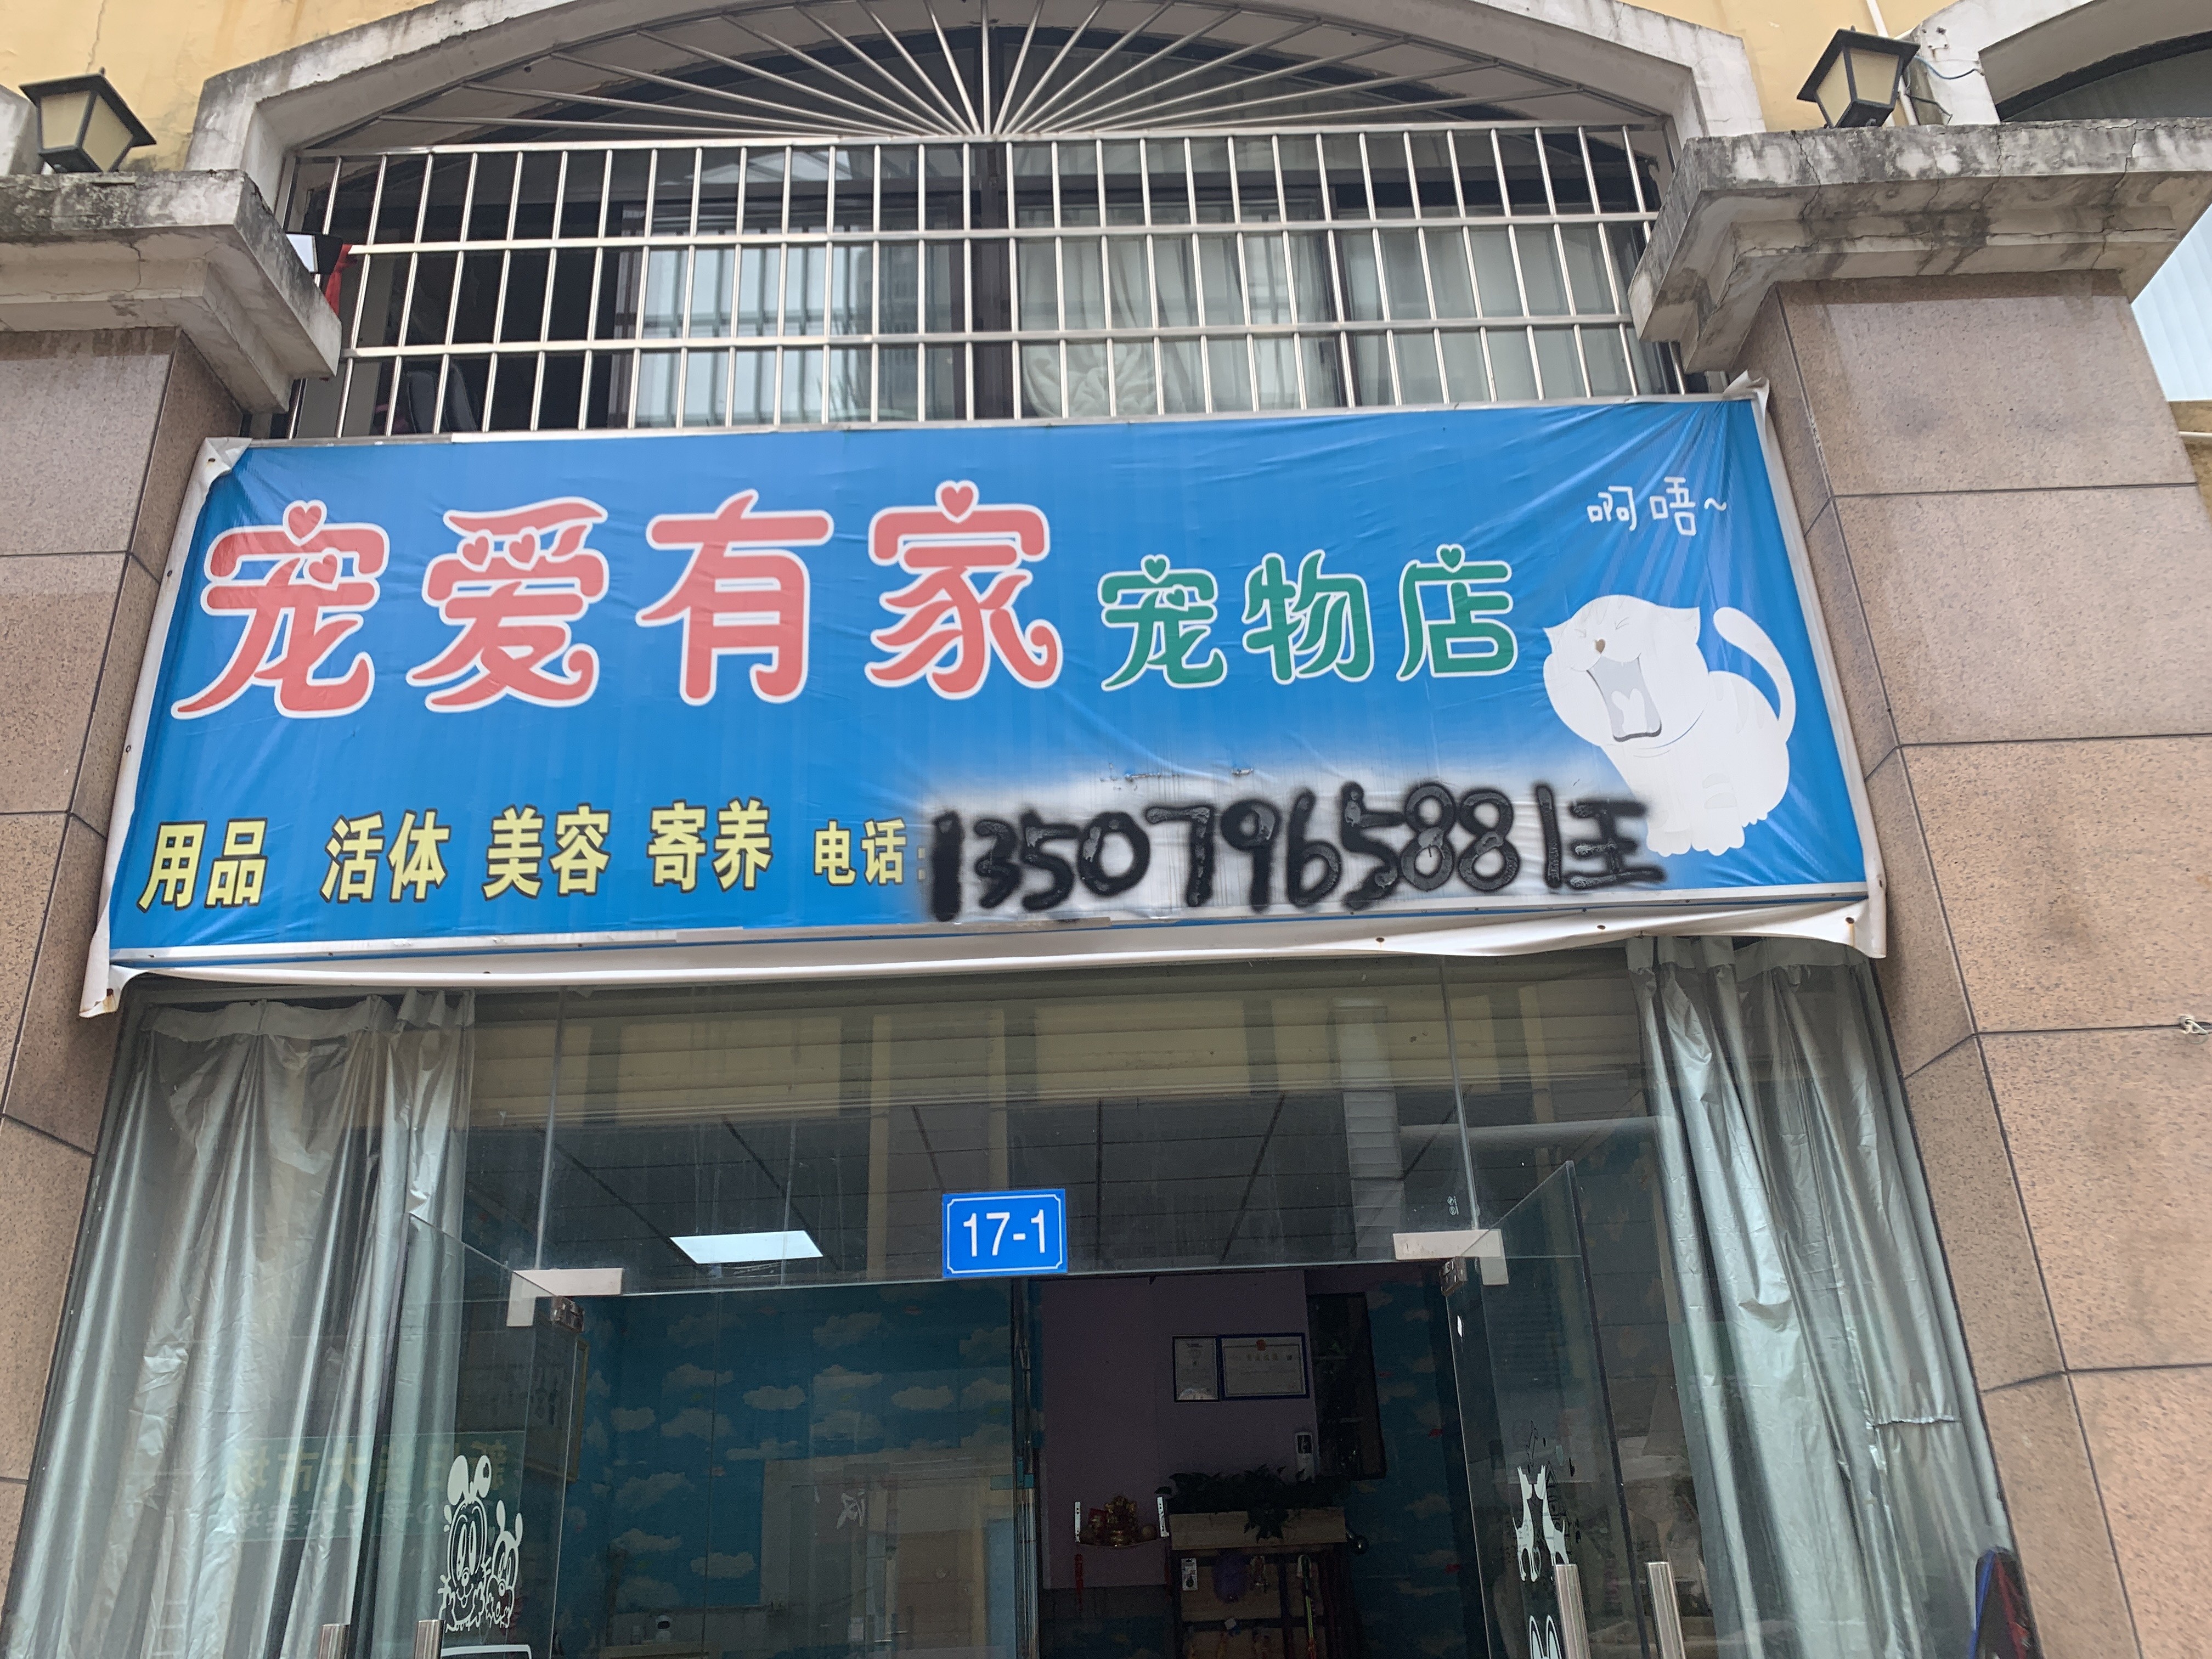 啊唔~
宠爱有家 宠物店
用品 活体 美容 寄养 电话:13507965881王
17-1